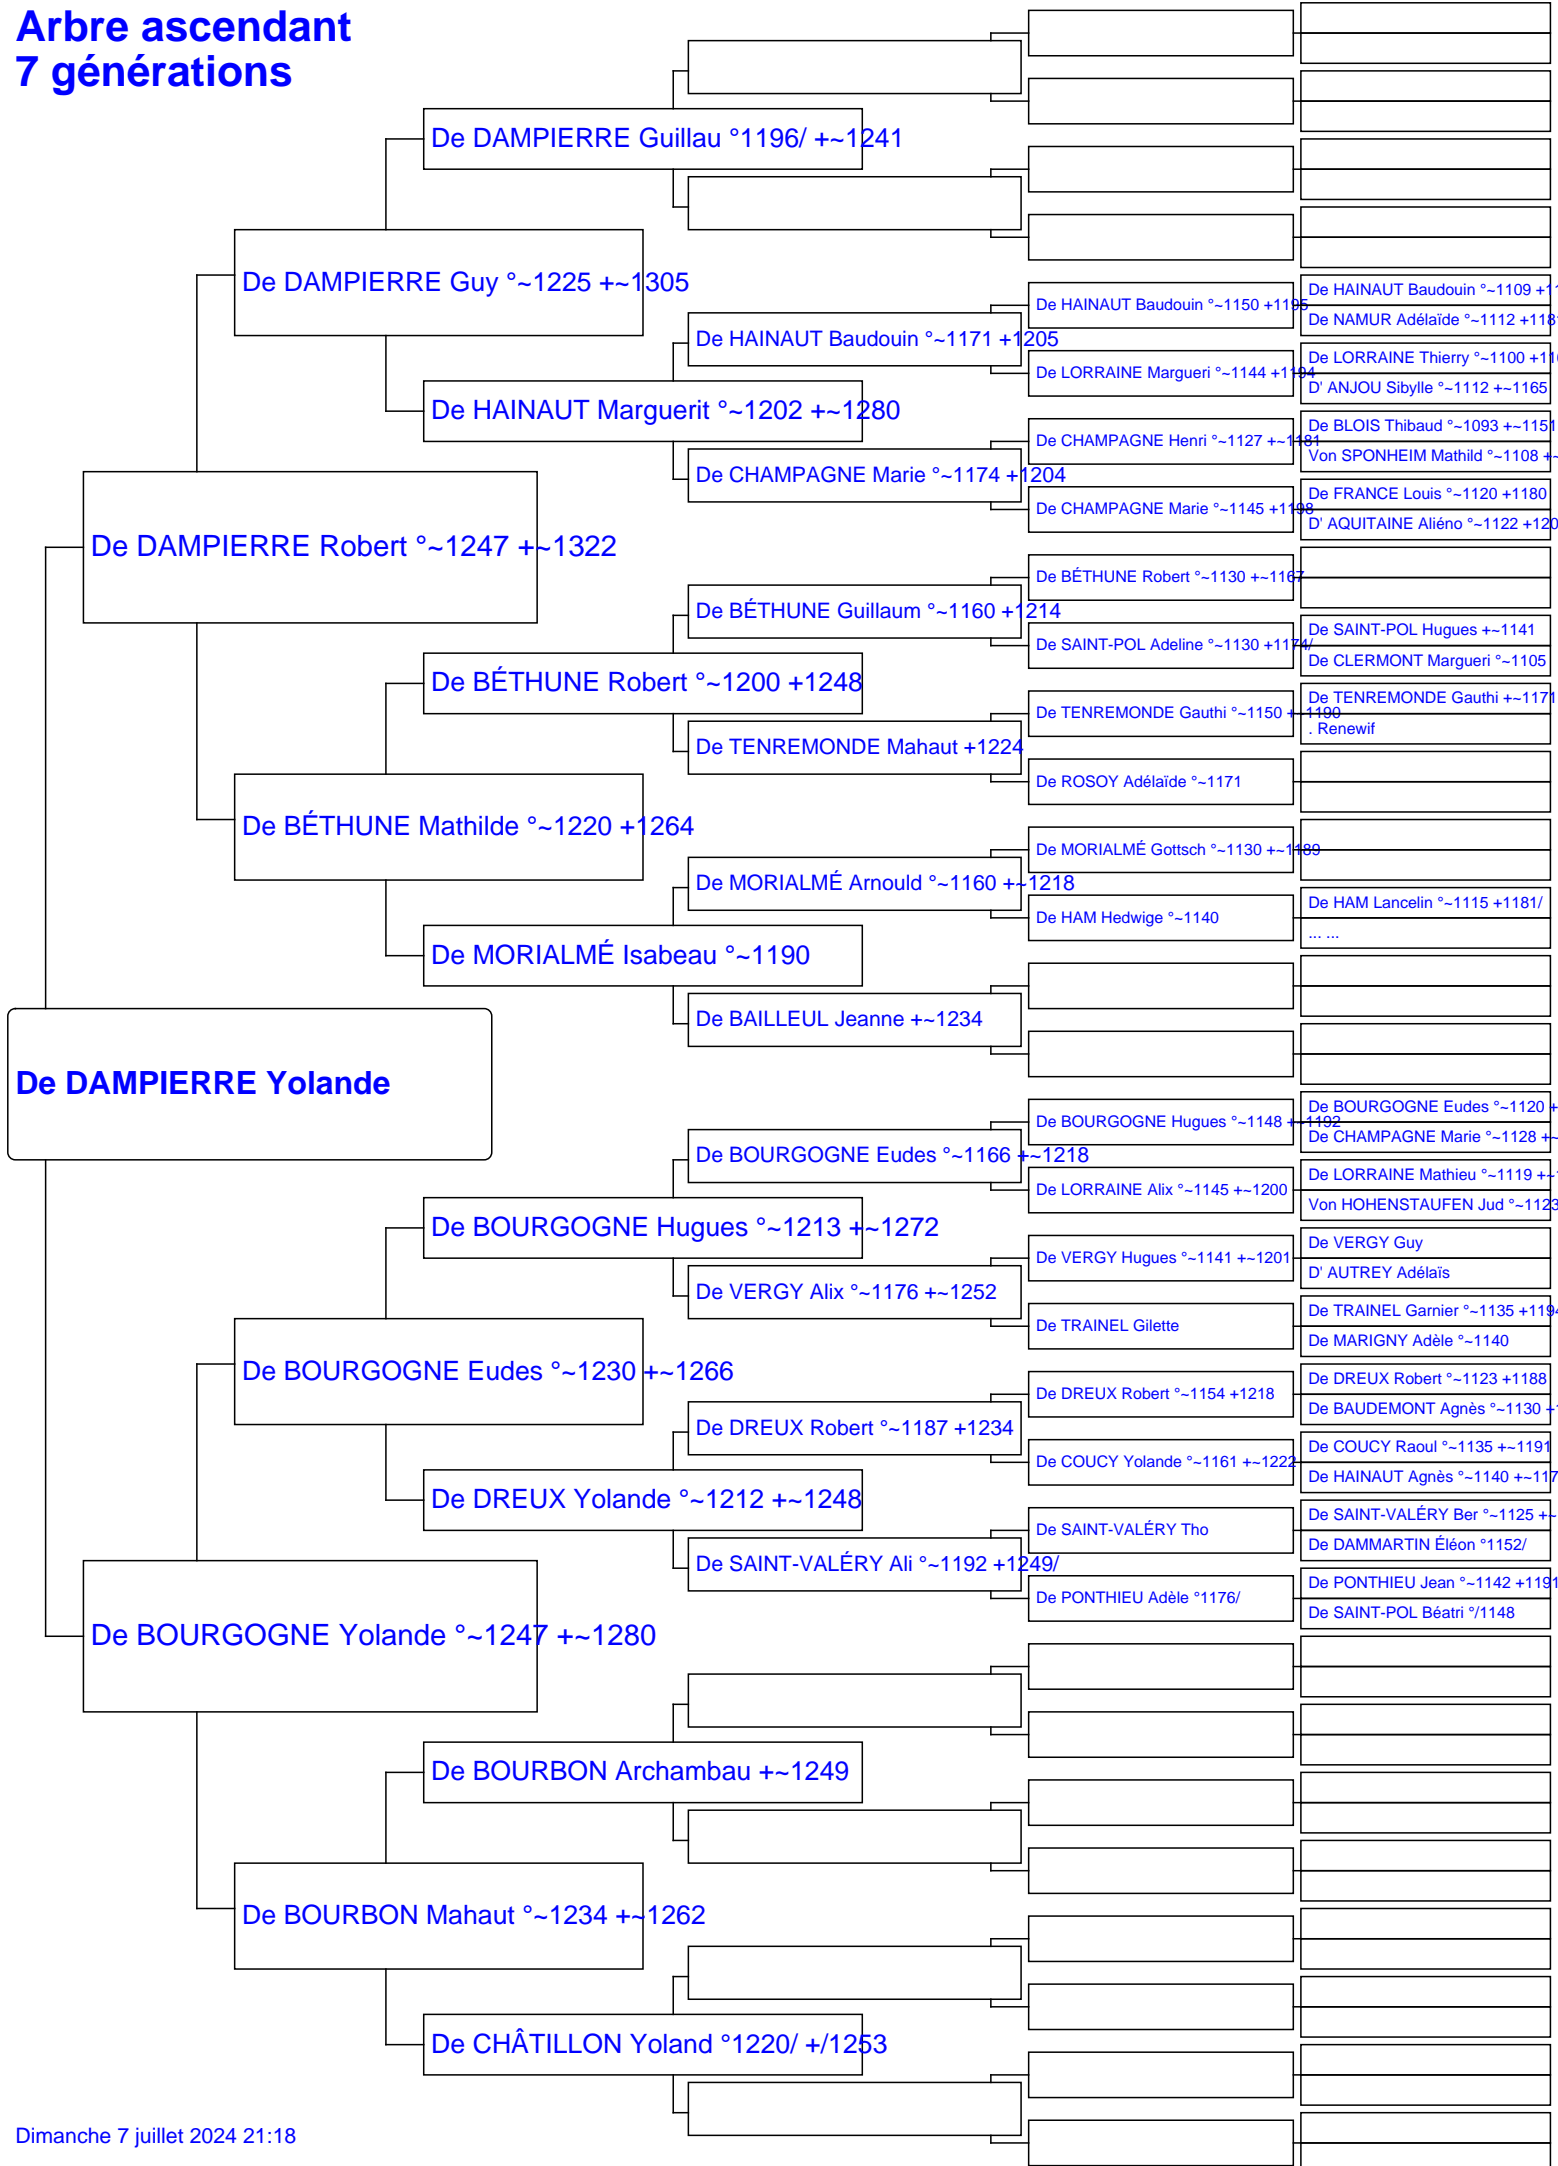 Arbre ascendant
7 générations
De DAMPIERRE Guillau °1196/ +~1241
De DAMPIERRE Guy °~1225 +~1305
De HAINAUT Baudouin °~1150 +1195
De HAINAUT Baudouin °~1109 +11
De NAMUR Adélaïde °~1112 +118
De HAINAUT Baudouin °~1171 +1205
De LORRAINE Margueri °~1144 +1194
De LORRAINE Thierry °~1100 +11
D' ANJOU Sibylle °~1112 +~1165
De HAINAUT Marguerit °~1202 +~1280
De CHAMPAGNE Henri °~1127 +~1181
De BLOIS Thibaud °~1093 +~1151
Von SPONHEIM Mathild °~1108 +~
De CHAMPAGNE Marie °~1174 +1204
De CHAMPAGNE Marie °~1145 +1198
De FRANCE Louis °~1120 +1180
D' AQUITAINE Aliéno °~1122 +120
De DAMPIERRE Robert °~1247 +~1322
De BÉTHUNE Robert °~1130 +~1167
De BÉTHUNE Guillaum °~1160 +1214
De SAINT-POL Adeline °~1130 +1174/
De SAINT-POL Hugues +~1141
De CLERMONT Margueri °~1105
De BÉTHUNE Robert °~1200 +1248
De TENREMONDE Gauthi °~1150 +~1190
De TENREMONDE Gauthi +~1171
. Renewif
De TENREMONDE Mahaut +1224
De ROSOY Adélaïde °~1171
De BÉTHUNE Mathilde °~1220 +1264
De MORIALMÉ Gottsch °~1130 +~1189
De MORIALMÉ Arnould °~1160 +~1218
De HAM Hedwige °~1140
De HAM Lancelin °~1115 +1181/
... ...
De MORIALMÉ Isabeau °~1190
De BAILLEUL Jeanne +~1234
De DAMPIERRE Yolande
De BOURGOGNE Hugues °~1148 +~1192
De BOURGOGNE Eudes °~1120 +
De CHAMPAGNE Marie °~1128 +~
De BOURGOGNE Eudes °~1166 +~1218
De LORRAINE Alix °~1145 +~1200
De LORRAINE Mathieu °~1119 +~
Von HOHENSTAUFEN Jud °~1123
De BOURGOGNE Hugues °~1213 +~1272
De VERGY Hugues °~1141 +~1201
De VERGY Guy
D' AUTREY Adélaïs
De VERGY Alix °~1176 +~1252
De TRAINEL Gilette
De TRAINEL Garnier °~1135 +1194
De MARIGNY Adèle °~1140
De BOURGOGNE Eudes °~1230 +~1266
De DREUX Robert °~1154 +1218
De DREUX Robert °~1123 +1188
De BAUDEMONT Agnès °~1130 +
De DREUX Robert °~1187 +1234
De COUCY Yolande °~1161 +~1222
De COUCY Raoul °~1135 +~1191
De HAINAUT Agnès °~1140 +~117
De DREUX Yolande °~1212 +~1248
De SAINT-VALÉRY Tho
De SAINT-VALÉRY Ber °~1125 +~
De DAMMARTIN Éléon °1152/
De SAINT-VALÉRY Ali °~1192 +1249/
De PONTHIEU Adèle °1176/
De PONTHIEU Jean °~1142 +1191
De SAINT-POL Béatri °/1148
De BOURGOGNE Yolande °~1247 +~1280
De BOURBON Archambau +~1249
De BOURBON Mahaut °~1234 +~1262
De CHÂTILLON Yoland °1220/ +/1253
Dimanche 7 juillet 2024 21:18